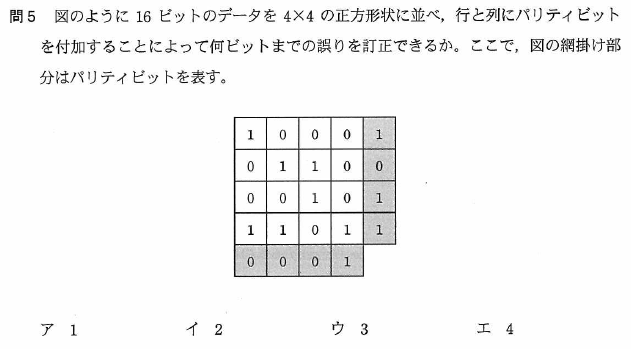 問5 図のように 16 ビットのデータを 4×4 の正方形状に並べ，行と列にパリティビット
を付加することによって何ビットまでの誤りを訂正できるか。ここで，図の網掛け部
分はパリティビットを表す。
1 0 0 0 1
0 1 1 0 0
0 0 1 0 1
1 1 0 1 1
0 0 0 1
ア 1 イ 2 ウ 3 エ 4